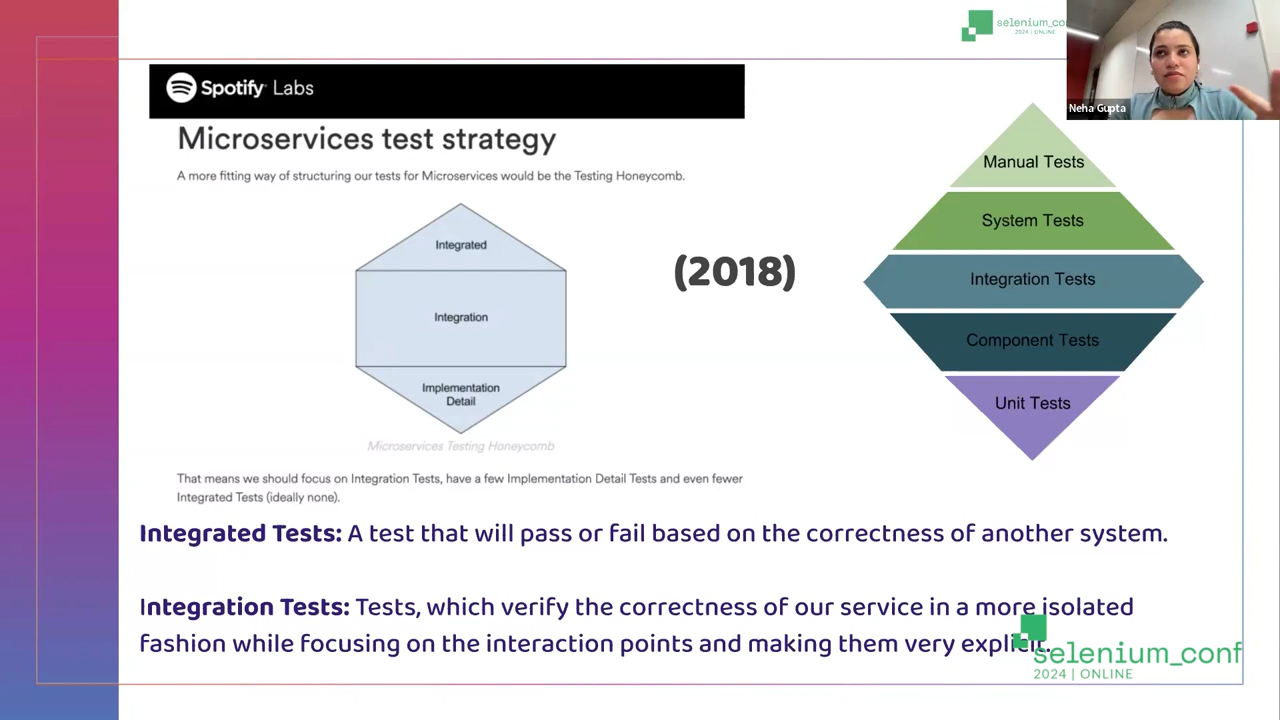 selenium_conf
2024 | ONLINE
Neha Gupta
Spotify Labs
Microservices test strategy
A more fitting way of structuring our tests for Microservices would be the Testing Honeycomb.
Integrated
Integration
Implementation
Detail
Microservices Testing Honeycomb
(2018)
Manual Tests
System Tests
Integration Tests
Component Tests
Unit Tests
That means we should focus on Integration Tests, have a few Implementation Detail Tests and even fewer
Integrated Tests (ideally none).
Integrated Tests: A test that will pass or fail based on the correctness of another system.
Integration Tests: Tests, which verify the correctness of our service in a more isolated
fashion while focusing on the interaction points and making them very explicit.
selenium_conf
2024 | ONLINE